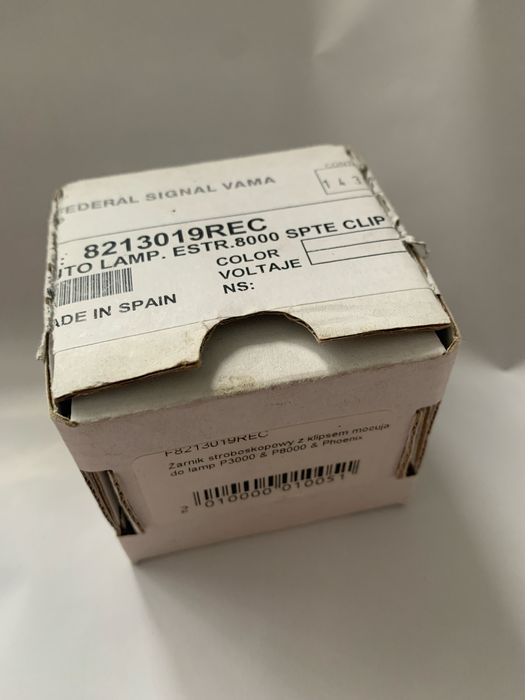 FEDERAL SIGNAL VAMA
143
8213019REC
UTO LAMP. ESTR.8000 SPTE CLIP
COLOR
VOLTAJE
NS:
ADE IN SPAIN
F8213019REC
Żarnik stroboskopowy z klipsem mocują
do lamp P3000 & P8000 & Phoenix
2 010000 010051